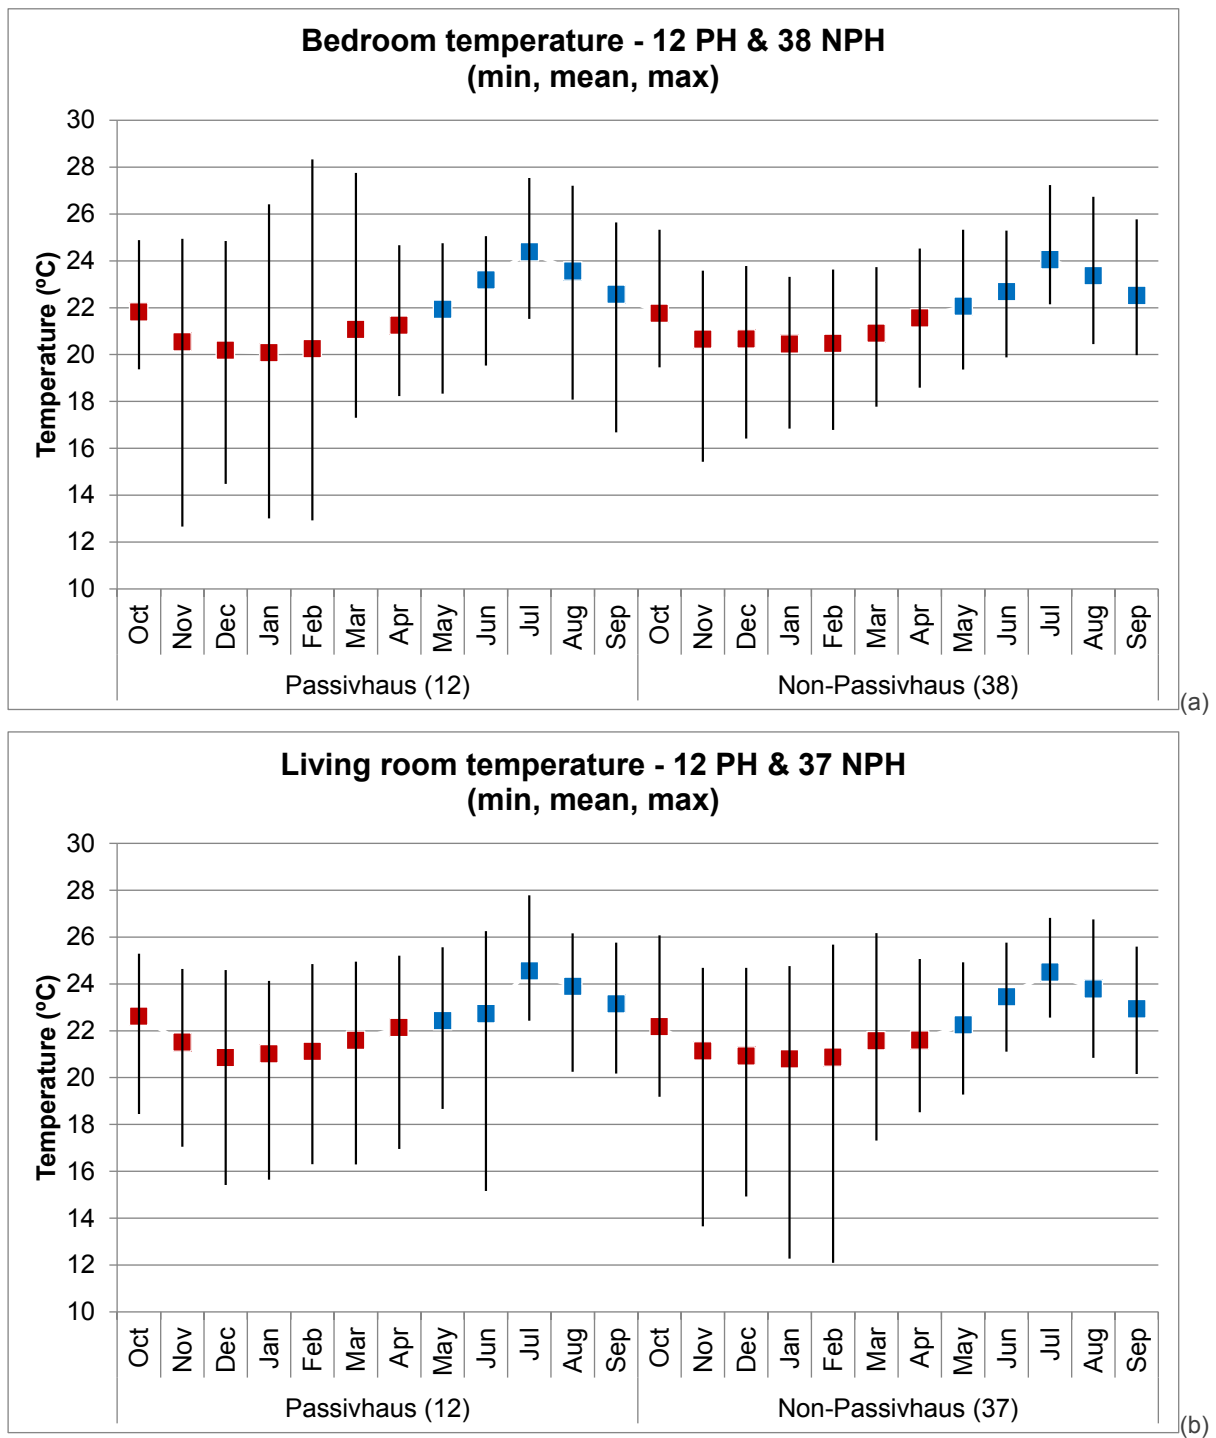 Bedroom temperature - 12 PH & 38 NPH
(min, mean, max)
Temperature (ºC)
30
28
26
24
22
20
18
16
14
12
10
Oct Nov Dec Jan Feb Mar Apr May Jun Jul Aug Sep Oct Nov Dec Jan Feb Mar Apr May Jun Jul Aug Sep
Passivhaus (12) Non-Passivhaus (38)
(a)
Living room temperature - 12 PH & 37 NPH
(min, mean, max)
Temperature (ºC)
30
28
26
24
22
20
18
16
14
12
10
Oct Nov Dec Jan Feb Mar Apr May Jun Jul Aug Sep Oct Nov Dec Jan Feb Mar Apr May Jun Jul Aug Sep
Passivhaus (12) Non-Passivhaus (37)
(b)